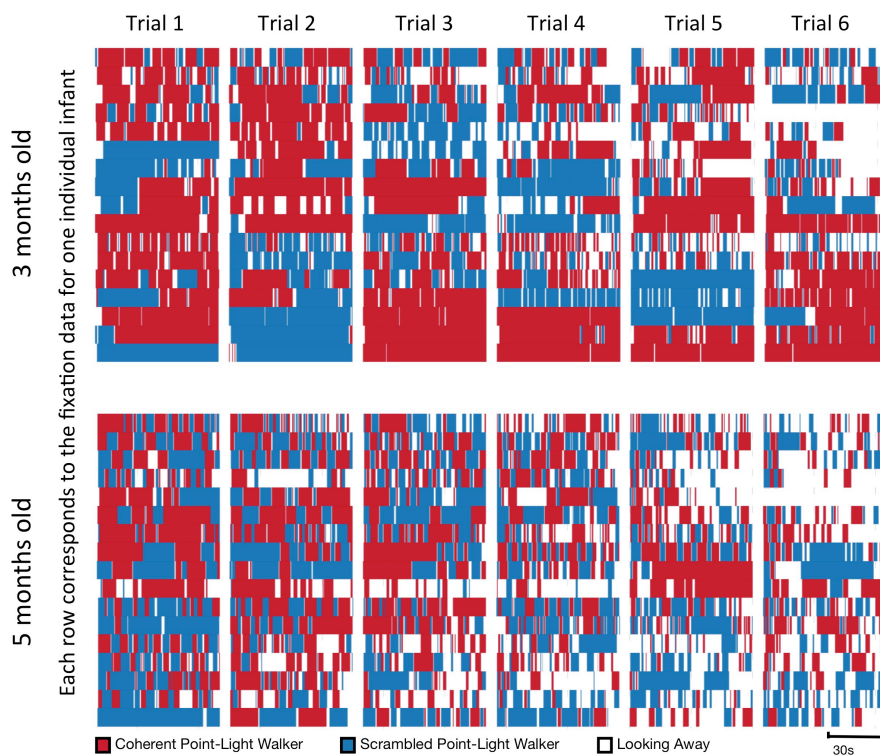 Trial 1 Trial 2 Trial 3 Trial 4 Trial 5 Trial 6
3 months old
5 months old
Each row corresponds to the fixation data for one individual infant
Coherent Point-Light Walker Scrambled Point-Light Walker Looking Away
30s